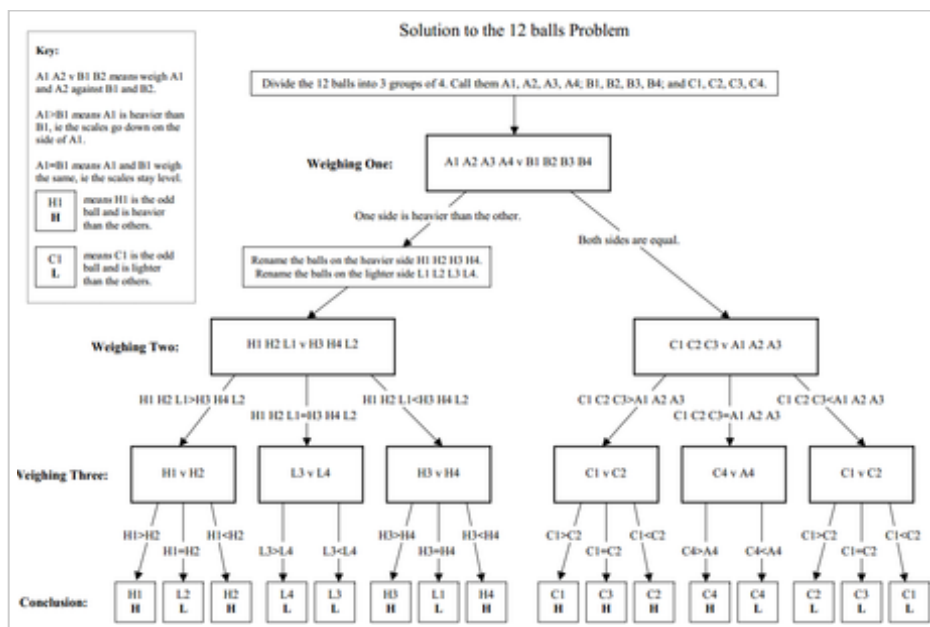 Solution to the 12 balls Problem
Key:
A1 A2 v B1 B2 means weigh A1
and A2 against B1 and B2.
A1>B1 means A1 is heavier than
B1, ie the scales go down on the
side of A1.
A1=B1 means A1 and B1 weigh
the same, ie the scales stay level.
H1
H
means H1 is the odd
ball and is heavier
than the others.
C1
L
means C1 is the odd
ball and is lighter
than the others.
Divide the 12 balls into 3 groups of 4. Call them A1, A2, A3, A4; B1, B2, B3, B4; and C1, C2, C3, C4.
Weighing One:
A1 A2 A3 A4 v B1 B2 B3 B4
One side is heavier than the other.
Both sides are equal.
Rename the balls on the heavier side H1 H2 H3 H4.
Rename the balls on the lighter side L1 L2 L3 L4.
Weighing Two:
H1 H2 L1 v H3 H4 L2
C1 C2 C3 v A1 A2 A3
H1 H2 L1>H3 H4 L2
H1 H2 L1=H3 H4 L2
H1 H2 L1<H3 H4 L2
C1 C2 C3>A1 A2 A3
C1 C2 C3=A1 A2 A3
C1 C2 C3<A1 A2 A3
Weighing Three:
H1 v H2
L3 v L4
H3 v H4
C1 v C2
C4 v A4
C1 v C2
H1>H2
H1=H2
H1<H2
L3>L4
L3<L4
H3>H4
H3=H4
H3<H4
C1>C2
C1=C2
C1<C2
C4>A4
C4<A4
C1>C2
C1=C2
C1<C2
Conclusion:
H1
H
L2
L
H2
H
L4
L
L3
L
H3
H
L1
L
H4
H
C1
H
C3
H
C2
H
C4
H
C4
L
C2
L
C3
L
C1
L